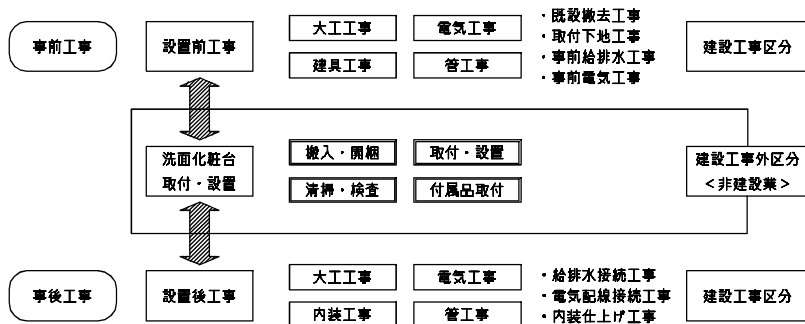 事前工事
設置前工事
大工工事
電気工事
建具工事
管工事
・既設撤去工事
・取付下地工事
・事前給排水工事
・事前電気工事
建設工事区分
洗面化粧台
取付・設置
搬入・開梱
取付・設置
清掃・検査
付属品取付
建設工事外区分
＜非建設業＞
事後工事
設置後工事
大工工事
電気工事
内装工事
管工事
・給排水接続工事
・電気配線接続工事
・内装仕上げ工事
建設工事区分